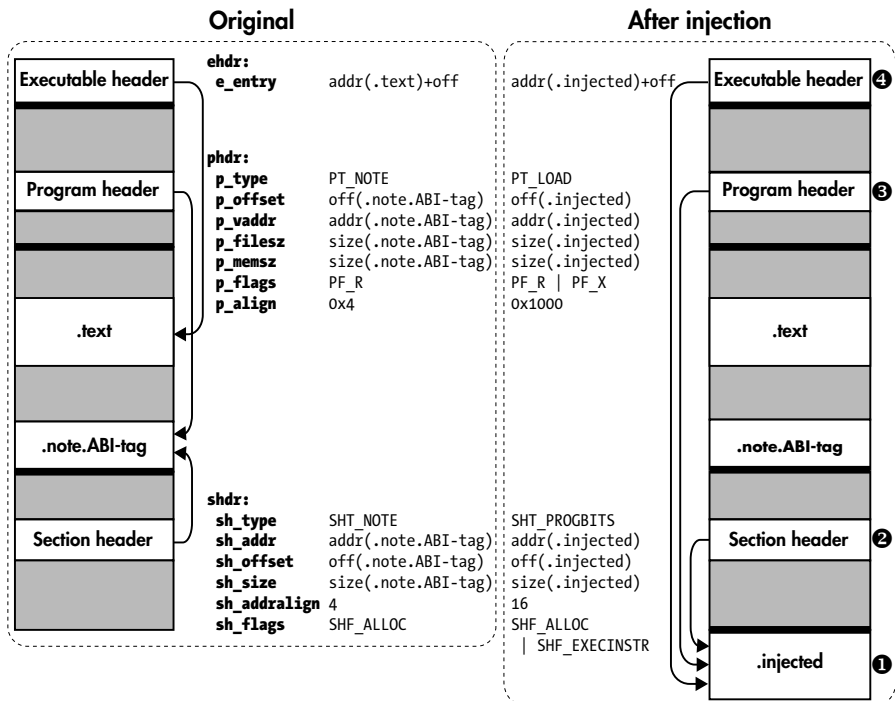 Original
After injection
Executable header
ehdr:
e_entry addr(.text)+off addr(.injected)+off
Executable header ❹
phdr:
p_type PT_NOTE PT_LOAD
Program header
p_offset off(.note.ABI-tag) off(.injected)
Program header ❸
p_vaddr addr(.note.ABI-tag) addr(.injected)
p_filesz size(.note.ABI-tag) size(.injected)
p_memsz size(.note.ABI-tag) size(.injected)
p_flags PF_R PF_R | PF_X
p_align 0x4 0x1000
.text
.text
.note.ABI-tag
.note.ABI-tag
shdr:
sh_type SHT_NOTE SHT_PROGBITS
Section header
sh_addr addr(.note.ABI-tag) addr(.injected)
Section header ❷
sh_offset off(.note.ABI-tag) off(.injected)
sh_size size(.note.ABI-tag) size(.injected)
sh_addralign 4 16
sh_flags SHF_ALLOC SHF_ALLOC
| SHF_EXECINSTR
.injected ❶